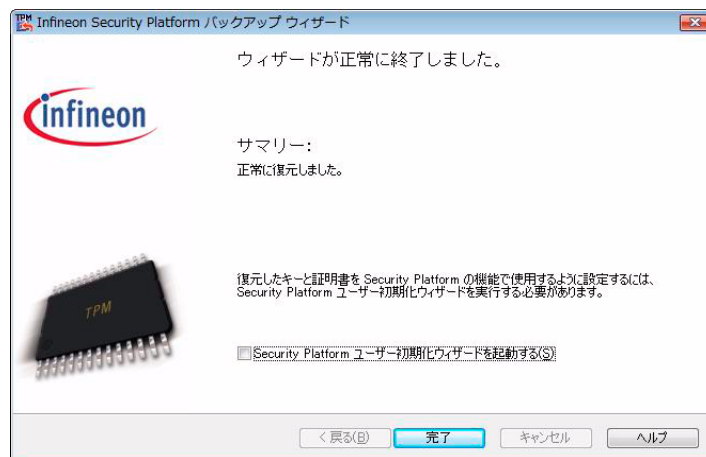 Infineon Security Platform バックアップ ウィザード
ウィザードが正常に終了しました。
infineon
サマリー:
正常に復元しました。
復元したキーと証明書を Security Platform の機能で使用するように設定するには、
Security Platform ユーザー初期化ウィザードを実行する必要があります。
TPM
Security Platform ユーザー初期化ウィザードを起動する(S)
< 戻る(B)
完了
キャンセル
ヘルプ